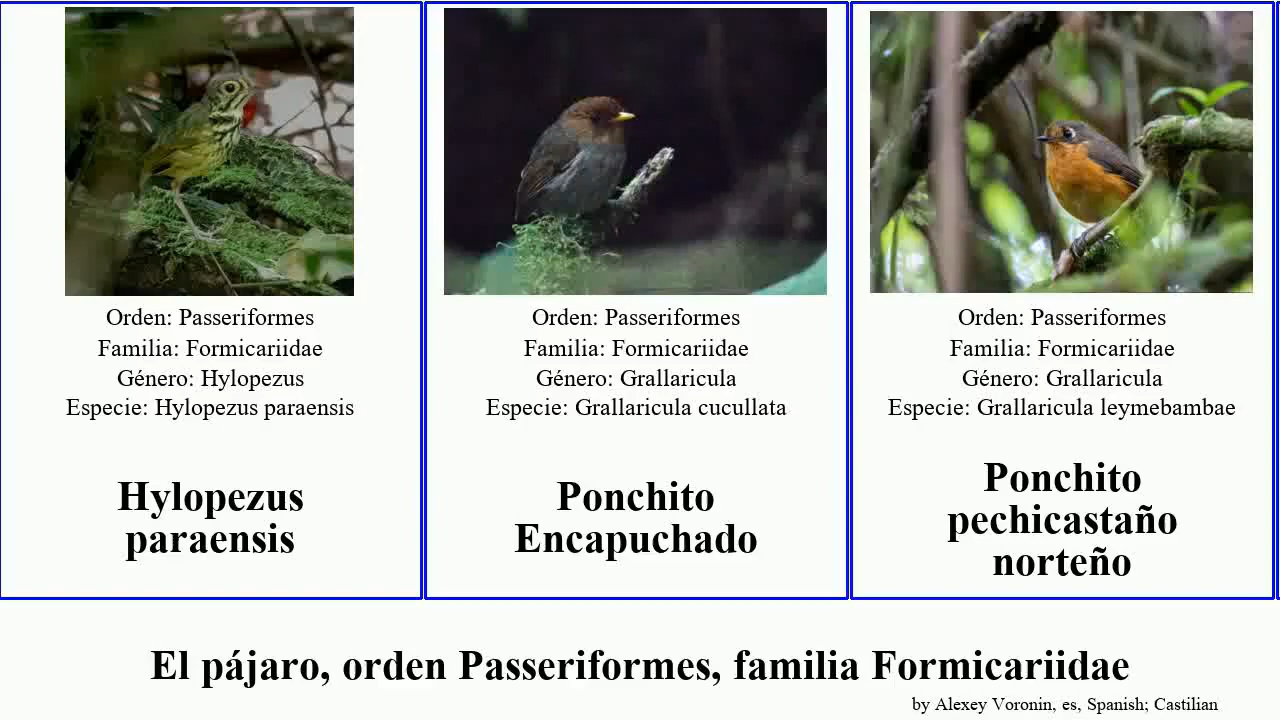 Orden: Passeriformes
Familia: Formicariidae
Género: Hylopezus
Especie: Hylopezus paraensis
Hylopezus
paraensis
Orden: Passeriformes
Familia: Formicariidae
Género: Grallaricula
Especie: Grallaricula cucullata
Ponchito
Encapuchado
Orden: Passeriformes
Familia: Formicariidae
Género: Grallaricula
Especie: Grallaricula leymebambae
Ponchito
pechicastaño
norteño
El pájaro, orden Passeriformes, familia Formicariidae
by Alexey Voronin, es, Spanish; Castilian